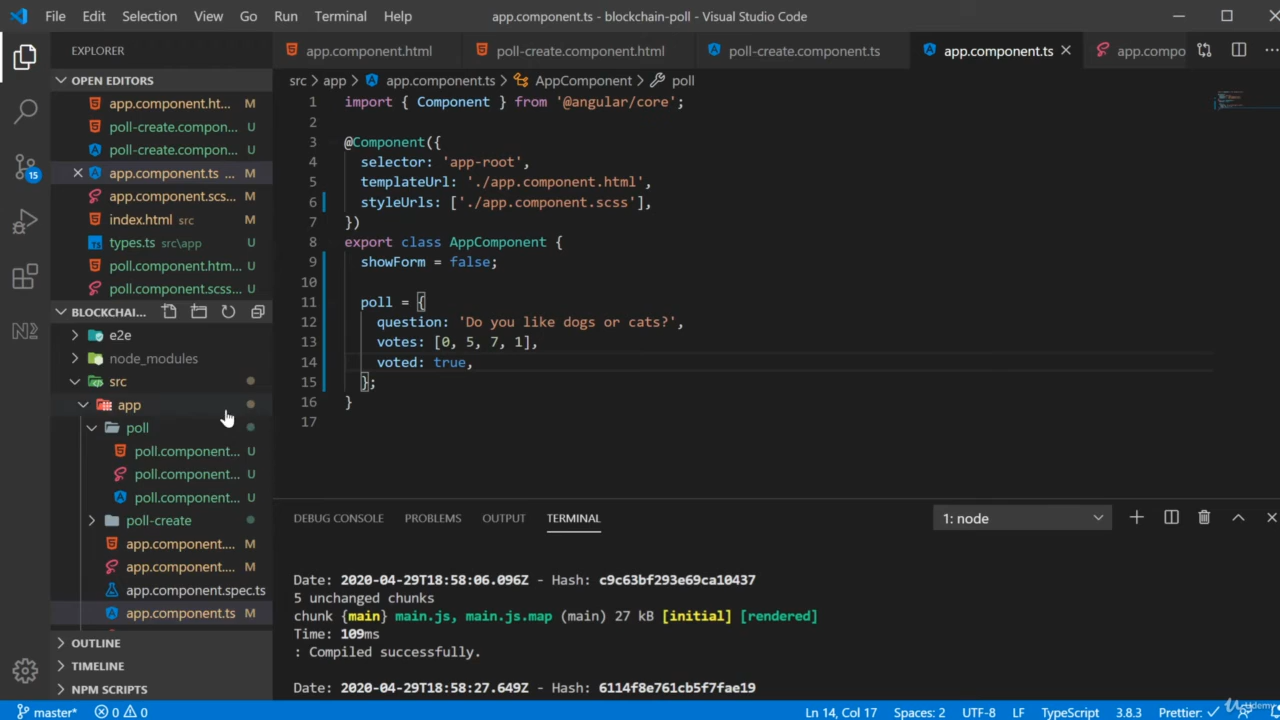 File Edit Selection View Go Run Terminal Help app.component.ts - blockchain-poll - Visual Studio Code
EXPLORER
OPEN EDITORS
app.component.ht... M
poll-create.compon... U
poll-create.compon... U
app.component.ts ... M
app.component.scs... M
index.html src M
types.ts src\app U
poll.component.htm... U
poll.component.scss... U
BLOCKCHAI...
e2e
node_modules
src
app
poll
poll.component.... U
poll.component.... U
poll.component.... U
poll-create
app.component.... M
app.component.... M
app.component.spec.ts
app.component.ts M
OUTLINE
TIMELINE
NPM SCRIPTS
15
app.component.html poll-create.component.html poll-create.component.ts app.component.ts app.compo
src > app > app.component.ts > AppComponent > poll
1 import { Component } from '@angular/core';
2
3 @Component({
4 selector: 'app-root',
5 templateUrl: './app.component.html',
6 styleUrls: ['./app.component.scss'],
7 })
8 export class AppComponent {
9 showForm = false;
10
11 poll = {
12 question: 'Do you like dogs or cats?',
13 votes: [0, 5, 7, 1],
14 voted: true,
15 };
16 }
17
DEBUG CONSOLE PROBLEMS OUTPUT TERMINAL 1: node
Date: 2020-04-29T18:58:06.096Z - Hash: c9c63bf293e69ca10437
5 unchanged chunks
chunk {main} main.js, main.js.map (main) 27 kB [initial] [rendered]
Time: 109ms
: Compiled successfully.
Date: 2020-04-29T18:58:27.649Z - Hash: 6114f8e761cb5f7fae19
master* 0 0 Ln 14, Col 17 Spaces: 2 UTF-8 LF TypeScript 3.8.3 Prettier: ✓
Udemy